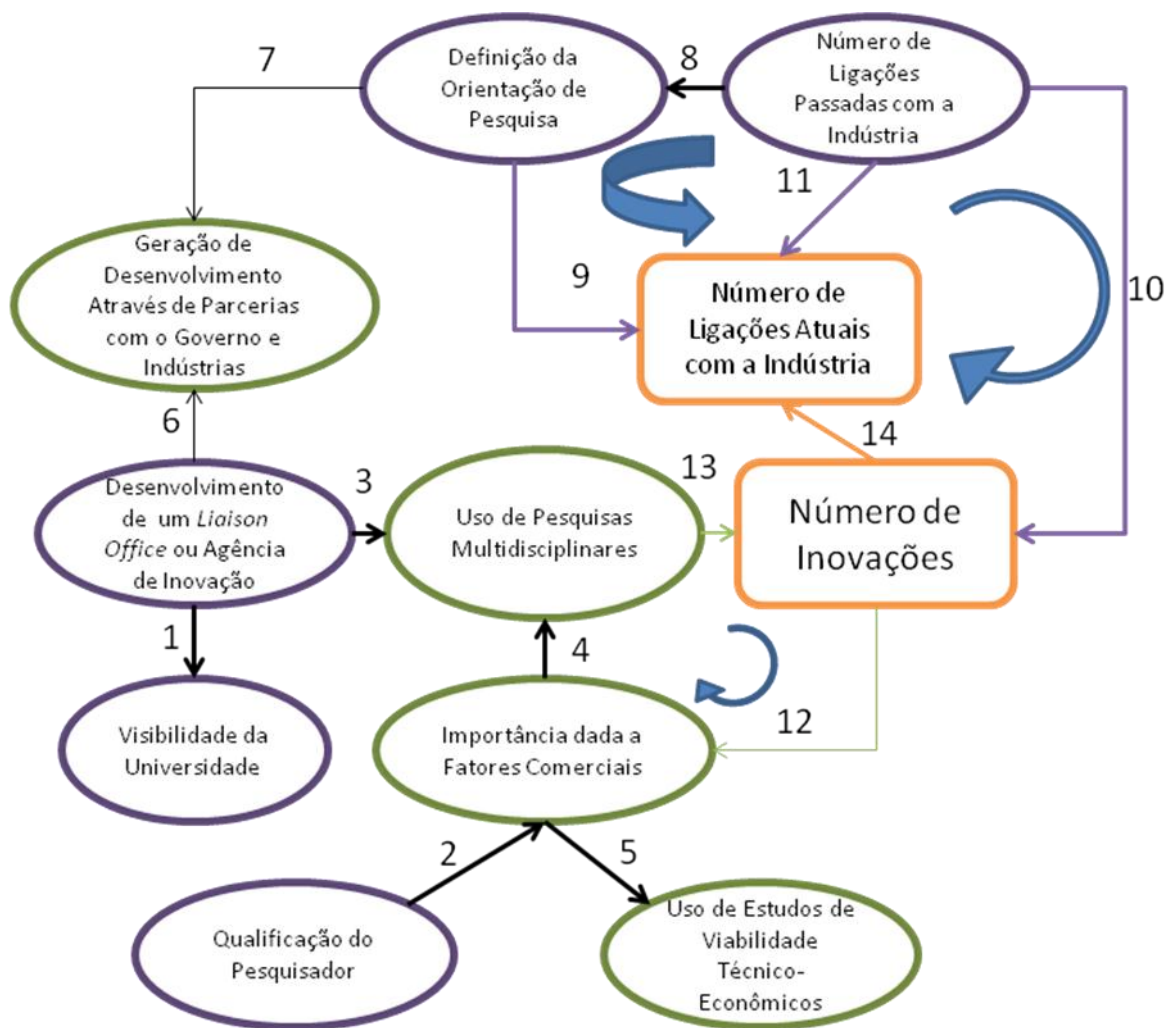 7
Definição da
Orientação de
Pesquisa
8
Número de
Ligações
Passadas com a
Indústria
11
10
9
Geração de
Desenvolvimento
Através de Parcerias
com o Governo e
Indústrias
Número de
Ligações Atuais
com a Indústria
6
14
Desenvolvimento
de um Liaison
Office ou Agência
de Inovação
3
Uso de Pesquisas
Multidisciplinares
13
Número de
Inovações
1
4
Visibilidade da
Universidade
Importância dada a
Fatores Comerciais
12
2
5
Qualificação do
Pesquisador
Uso de Estudos de
Viabilidade
Técnico-
Econômicos